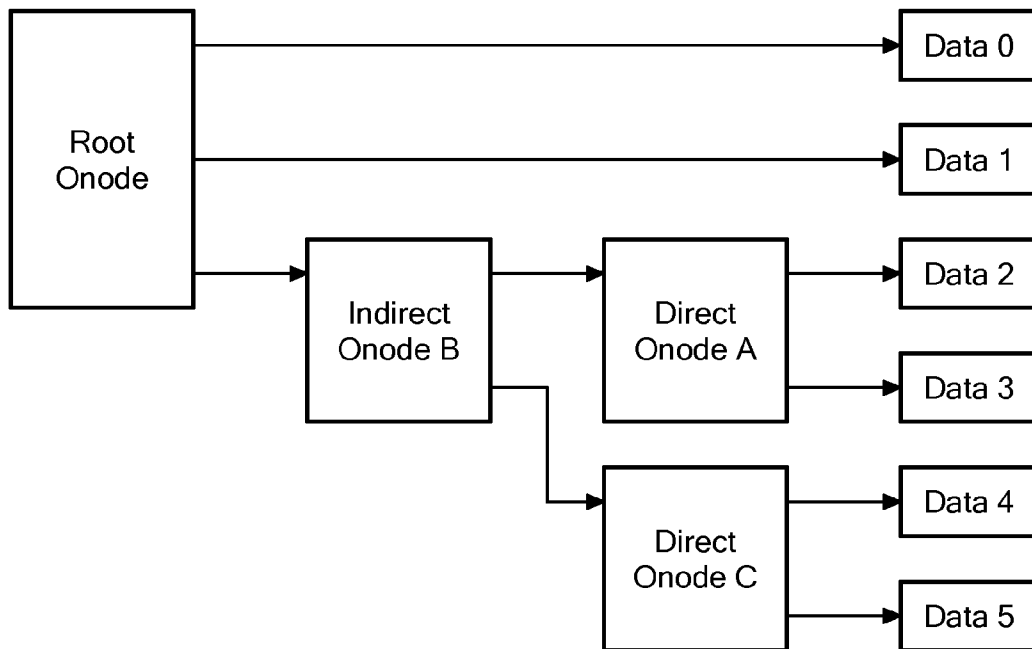 Data 0
Root
Onode
Data 1
Data 2
Indirect
Onode B
Direct
Onode A
Data 3
Data 4
Direct
Onode C
Data 5